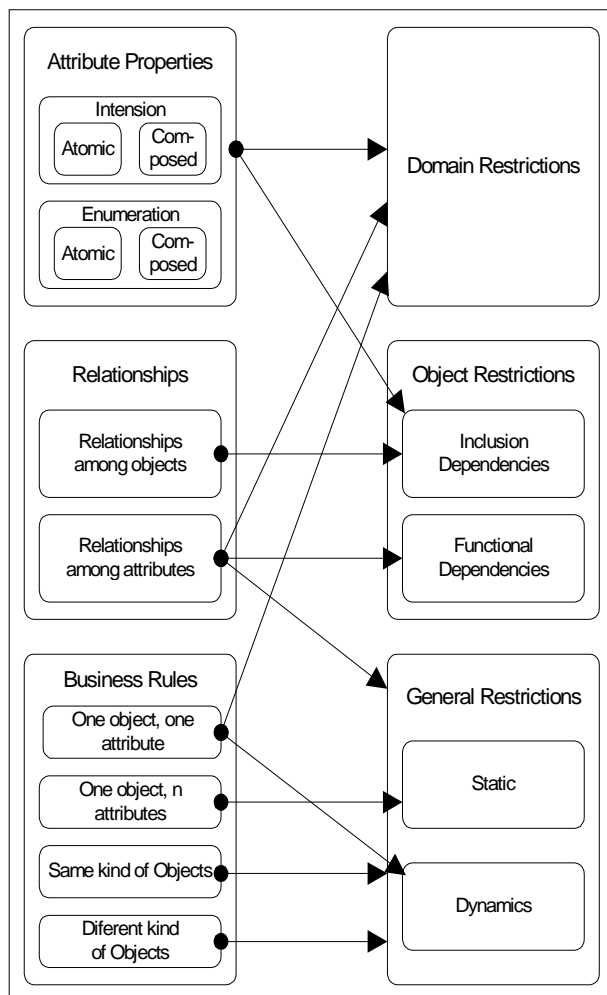 Attribute Properties
Intension
Atomic
Com-
posed
Enumeration
Atomic
Com-
posed
Domain Restrictions
Relationships
Relationships
among objects
Relationships
among attributes
Object Restrictions
Inclusion
Dependencies
Functional
Dependencies
Business Rules
One object, one
attribute
One object, n
attributes
Same kind of Objects
Diferent kind
of Objects
General Restrictions
Static
Dynamics